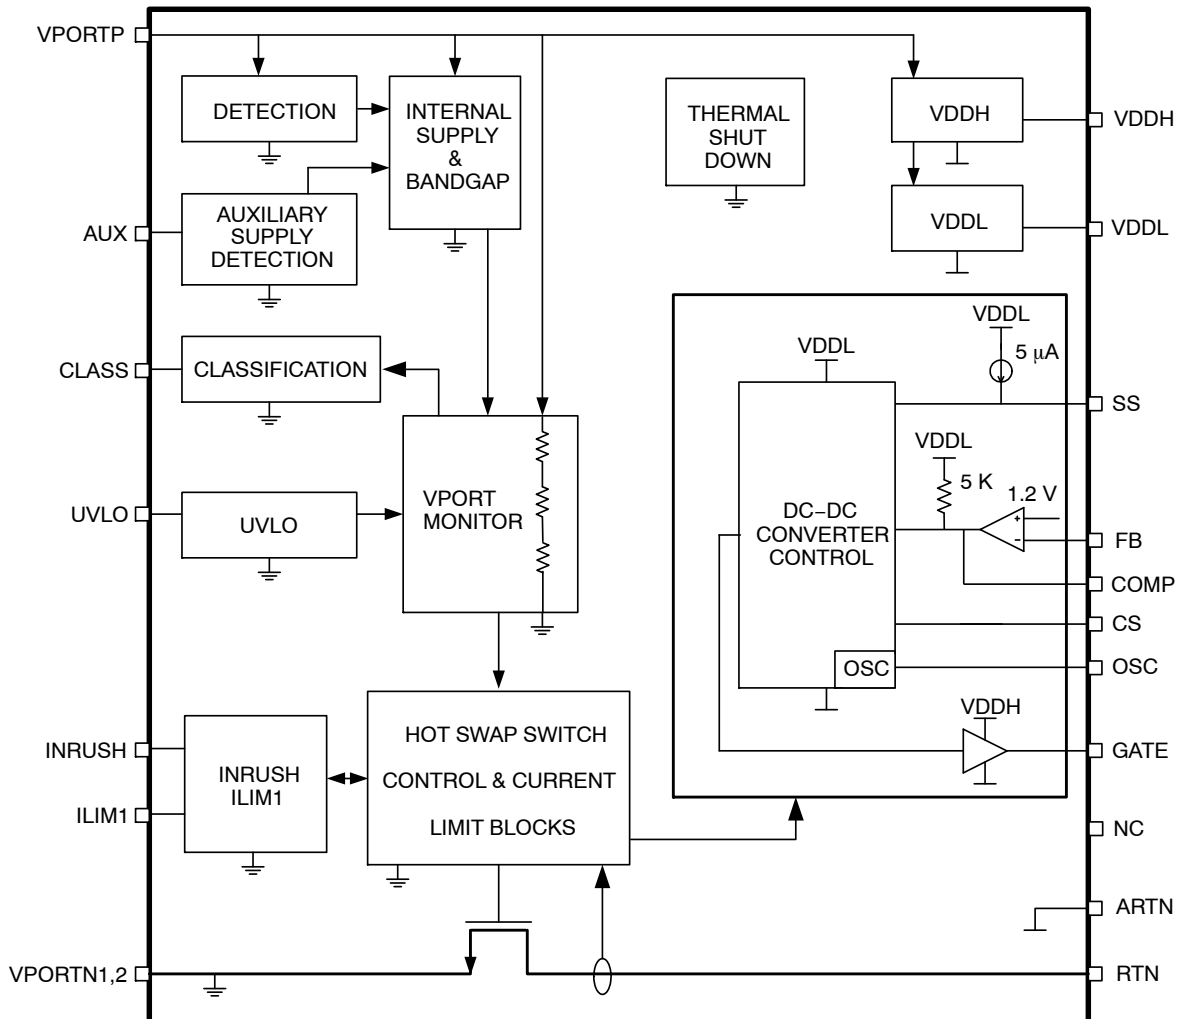 VPORTP
DETECTION
INTERNAL
SUPPLY
&
BANDGAP
THERMAL
SHUT
DOWN
VDDH
VDDH
AUX
AUXILIARY
SUPPLY
DETECTION
VDDL
VDDL
CLASS
CLASSIFICATION
VDDL
5 μA
VDDL
SS
VDDL
5 K
1.2 V
+
−
FB
UVLO
UVLO
VPORT
MONITOR
DC−DC
CONVERTER
CONTROL
COMP
CS
OSC
OSC
VDDH
GATE
INRUSH
ILIM1
INRUSH
ILIM1
HOT SWAP SWITCH
CONTROL & CURRENT
LIMIT BLOCKS
NC
ARTN
VPORTN1,2
RTN